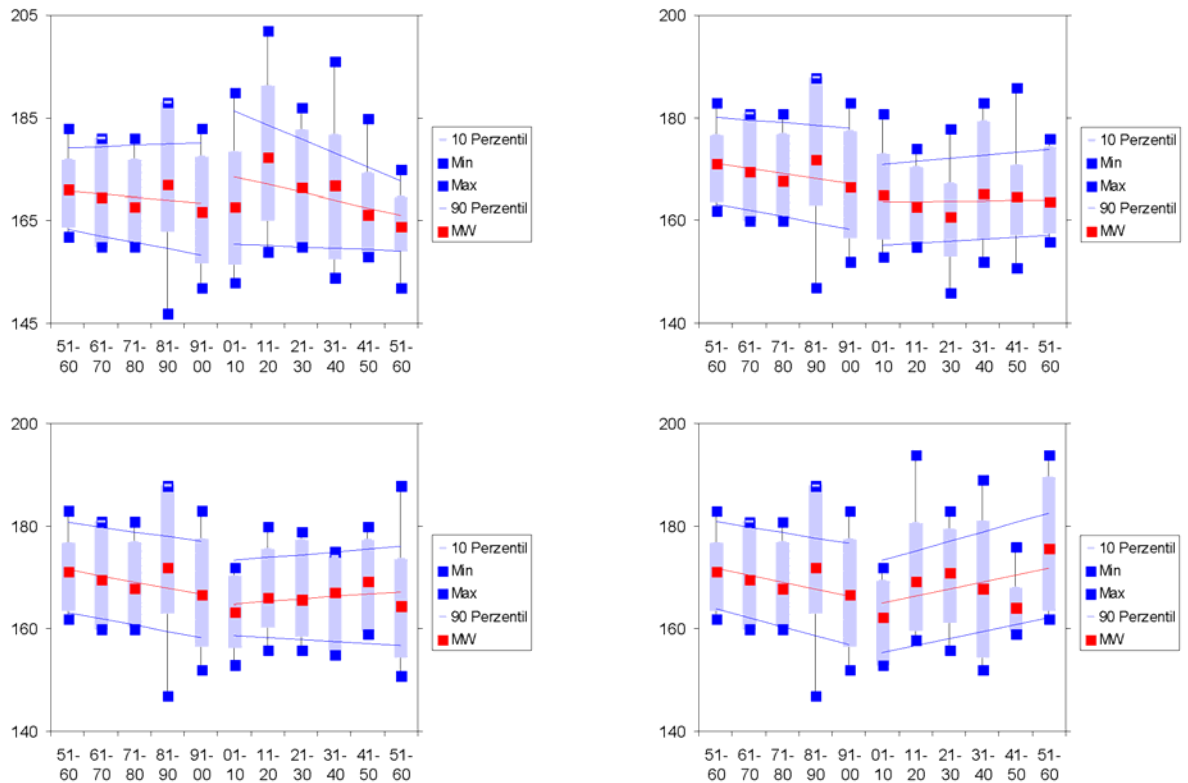 205
185
165
145
51- 61- 71- 81- 91- 01- 11- 21- 31- 41- 51-
60 70 80 90 00 10 20 30 40 50 60
10 Perzentil
Min
Max
90 Perzentil
MW
200
180
160
140
51- 61- 71- 81- 91- 01- 11- 21- 31- 41- 51-
60 70 80 90 00 10 20 30 40 50 60
10 Perzentil
Min
Max
90 Perzentil
MW
200
180
160
140
51- 61- 71- 81- 91- 01- 11- 21- 31- 41- 51-
60 70 80 90 00 10 20 30 40 50 60
10 Perzentil
Min
Max
90 Perzentil
MW
200
180
160
140
51- 61- 71- 81- 91- 01- 11- 21- 31- 41- 51-
60 70 80 90 00 10 20 30 40 50 60
10 Perzentil
Min
Max
90 Perzentil
MW